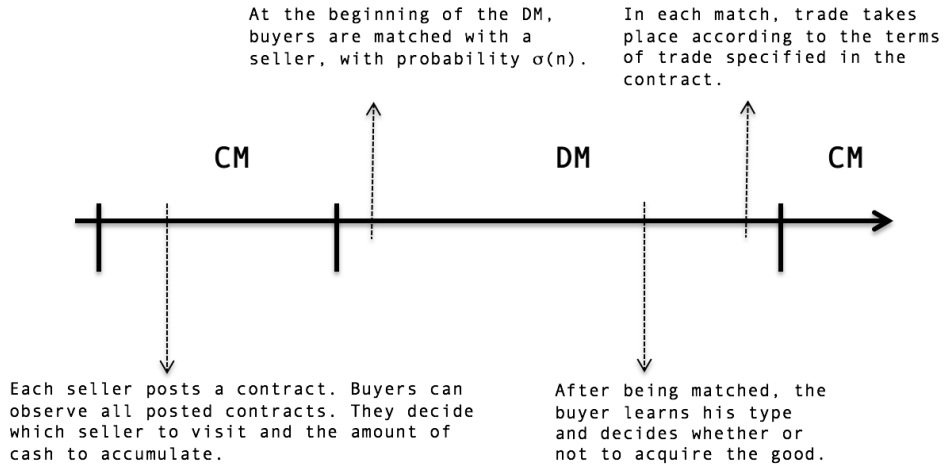 At the beginning of the DM,
buyers are matched with a
seller, with probability σ(n).
In each match, trade takes
place according to the terms
of trade specified in the
contract.
CM
DM
CM
Each seller posts a contract. Buyers can
observe all posted contracts. They decide
which seller to visit and the amount of
cash to accumulate.
After being matched, the
buyer learns his type
and decides whether or
not to acquire the good.